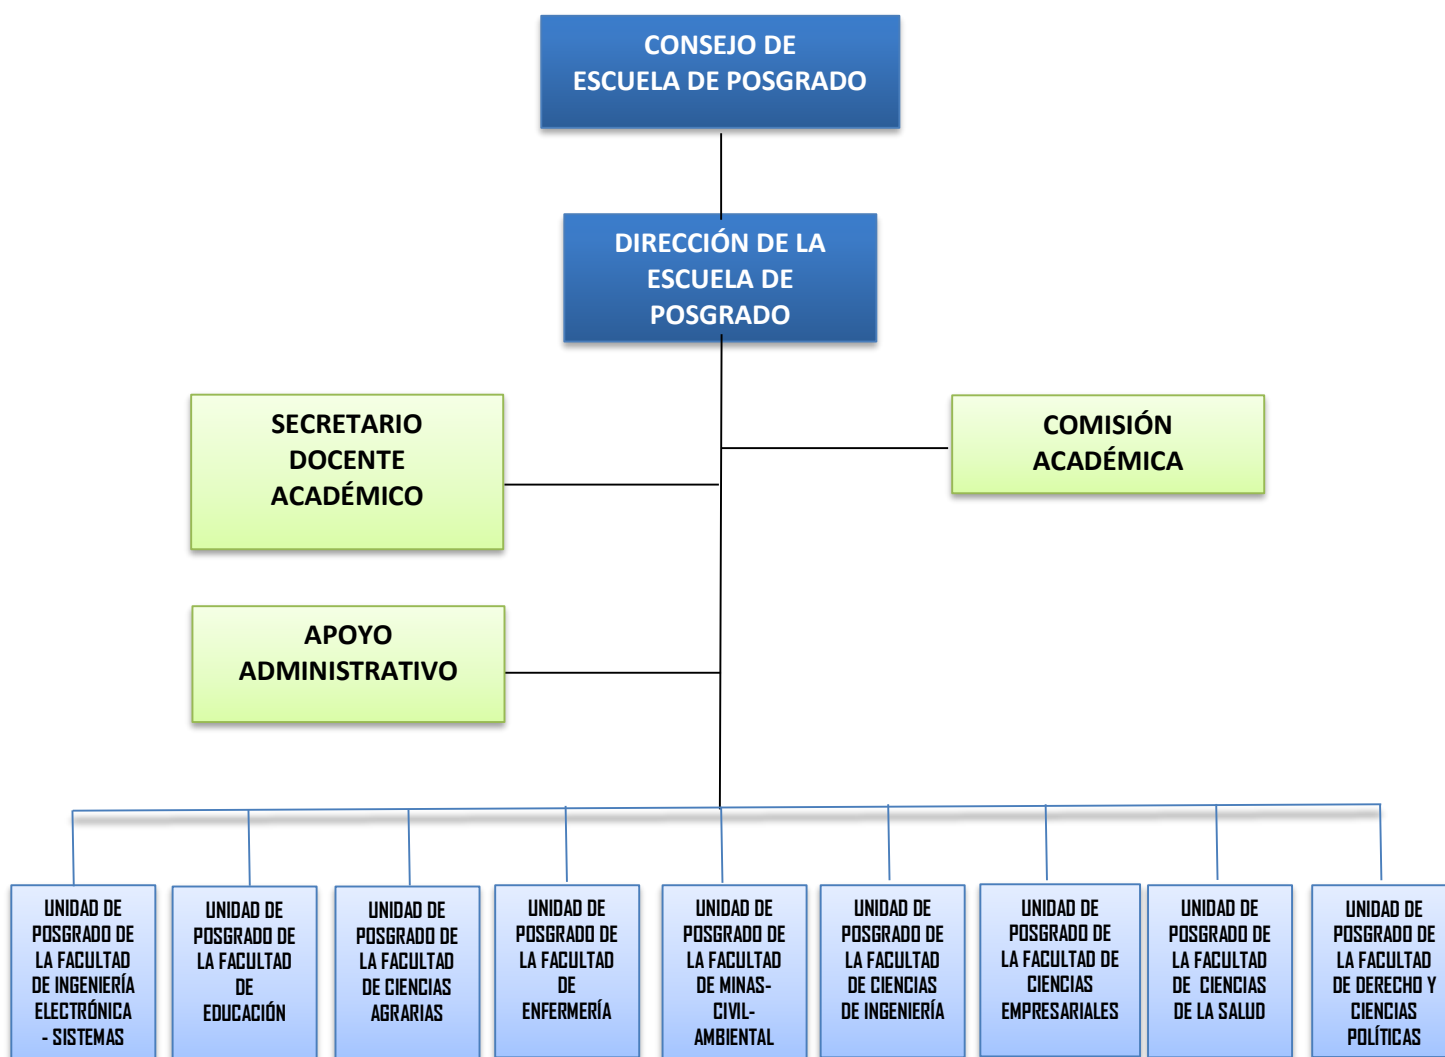 CONSEJO DE
ESCUELA DE POSGRADO
DIRECCIÓN DE LA
ESCUELA DE
POSGRADO
SECRETARIO
DOCENTE
ACADÉMICO
COMISIÓN
ACADÉMICA
APOYO
ADMINISTRATIVO
UNIDAD DE
POSGRADO DE
LA FACULTAD
DE INGENIERÍA
ELECTRÓNICA
- SISTEMAS
UNIDAD DE
POSGRADO DE
LA FACULTAD
DE
EDUCACIÓN
UNIDAD DE
POSGRADO DE
LA FACULTAD
DE CIENCIAS
AGRARIAS
UNIDAD DE
POSGRADO DE
LA FACULTAD
DE
ENFERMERÍA
UNIDAD DE
POSGRADO DE
LA FACULTAD
DE MINAS-
CIVIL-
AMBIENTAL
UNIDAD DE
POSGRADO DE
LA FACULTAD
DE CIENCIAS
DE INGENIERÍA
UNIDAD DE
POSGRADO DE
LA FACULTAD DE
CIENCIAS
EMPRESARIALES
UNIDAD DE
POSGRADO DE
LA FACULTAD
DE CIENCIAS
DE LA SALUD
UNIDAD DE
POSGRADO DE
LA FACULTAD
DE DERECHO Y
CIENCIAS
POLÍTICAS